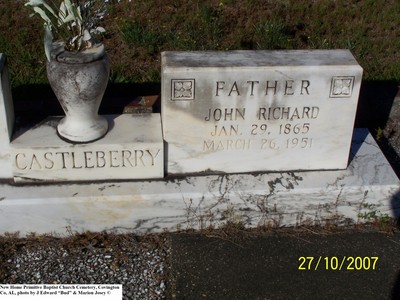 FATHER
JOHN RICHARD
JAN. 29, 1865
MARCH 26, 1951
CASTLEBERRY
27/10/2007
New Home Primitive Baptist Church Cemetery, Covington
Co, AL, photo by J Edward "Bud" & Marion Josey ©